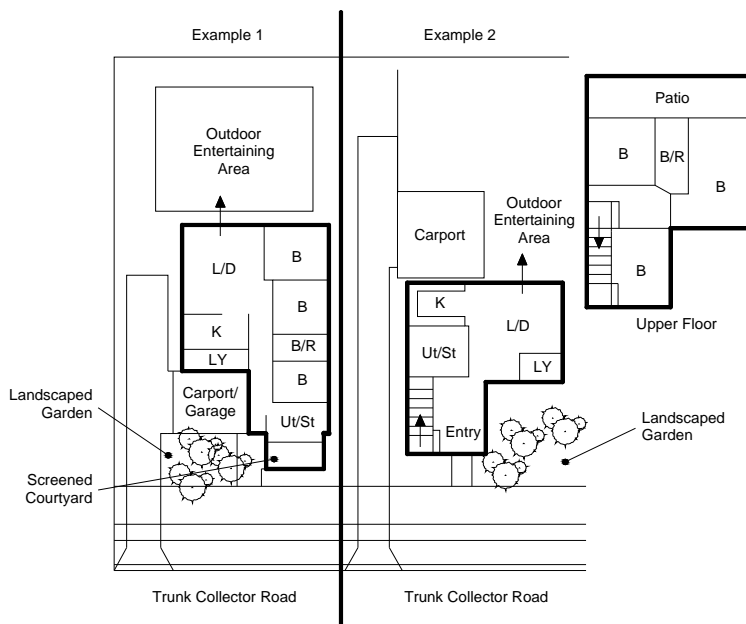 Example 1
Example 2
Outdoor
Entertaining
Area
L/D
B
B
K
B/R
LY
B
Carport/
Garage
Ut/St
Landscaped
Garden
Screened
Courtyard
Trunk Collector Road
Carport
Outdoor
Entertaining
Area
K
L/D
Ut/St
LY
Entry
Landscaped
Garden
Trunk Collector Road
Patio
B
B/R
B
B
Upper Floor